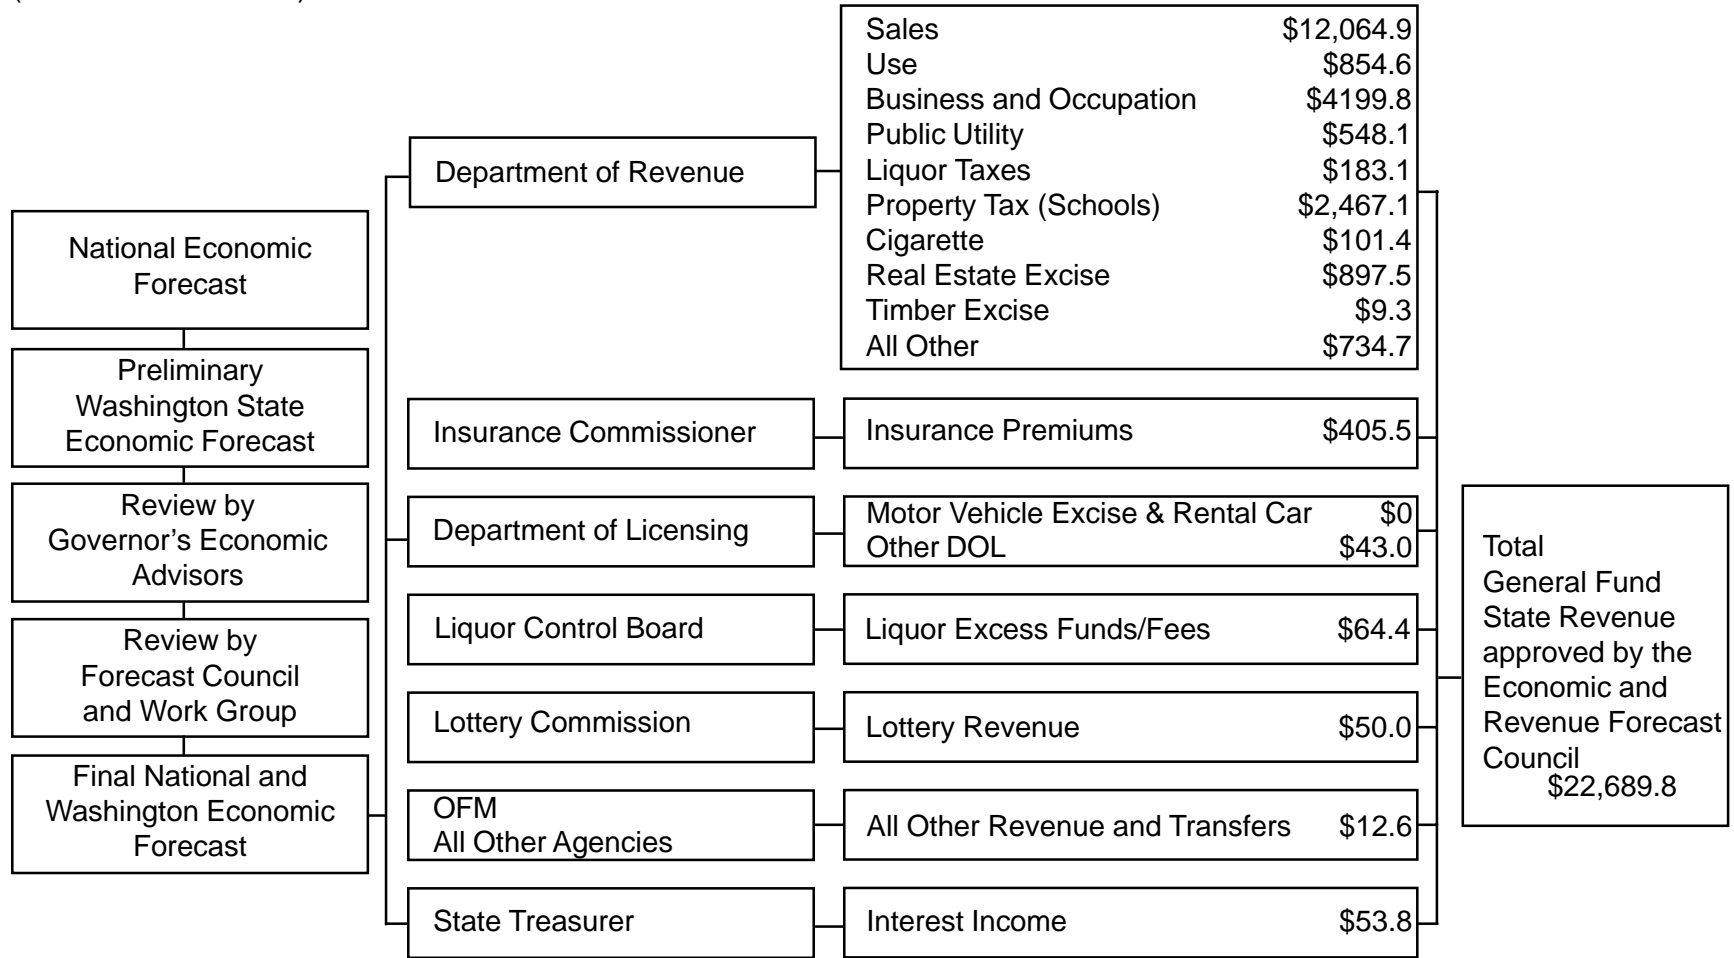 National Economic
Forecast
Preliminary
Washington State
Economic Forecast
Review by
Governor’s Economic
Advisors
Review by
Forecast Council
and Work Group
Final National and
Washington Economic
Forecast
Department of Revenue
Sales $12,064.9
Use $854.6
Business and Occupation $4199.8
Public Utility $548.1
Liquor Taxes $183.1
Property Tax (Schools) $2,467.1
Cigarette $101.4
Real Estate Excise $897.5
Timber Excise $9.3
All Other $734.7
Insurance Commissioner
Insurance Premiums $405.5
Department of Licensing
Motor Vehicle Excise & Rental Car $0
Other DOL $43.0
Liquor Control Board
Liquor Excess Funds/Fees $64.4
Lottery Commission
Lottery Revenue $50.0
OFM
All Other Agencies
All Other Revenue and Transfers $12.6
State Treasurer
Interest Income $53.8
Total
General Fund
State Revenue
approved by the
Economic and
Revenue Forecast
Council
$22,689.8